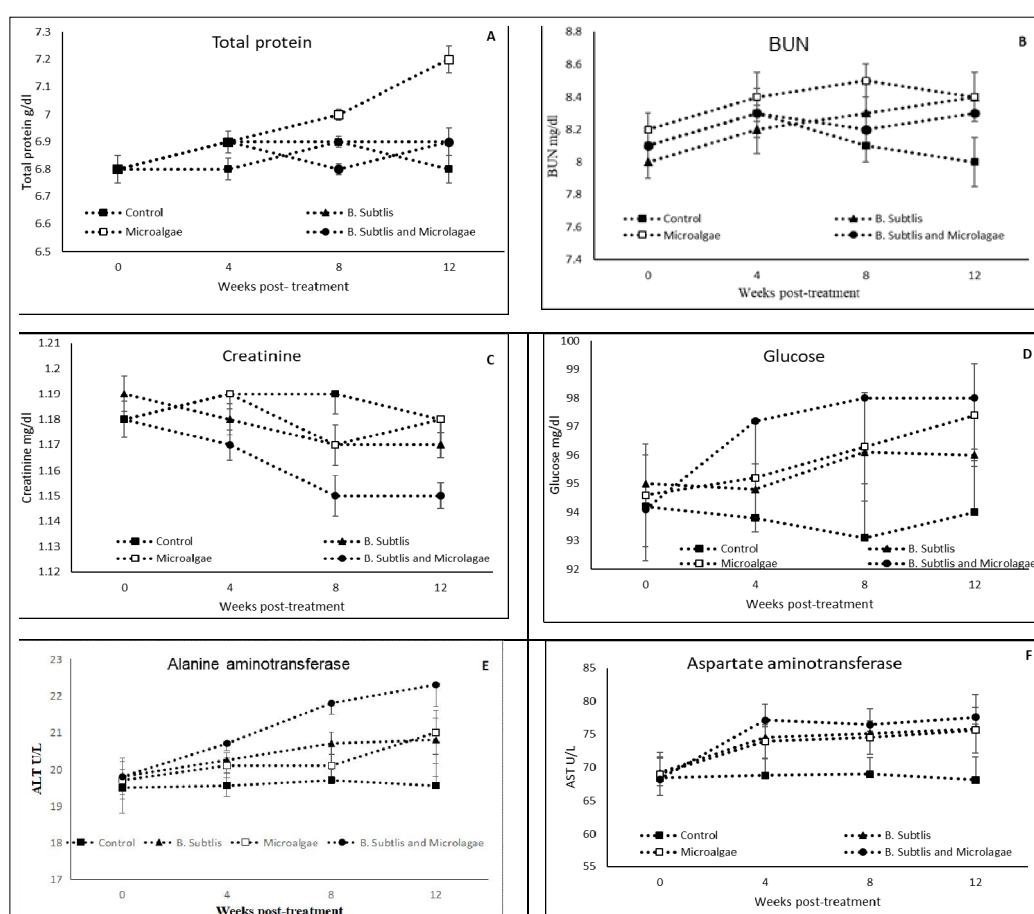 Total protein
A
Total protein g/dl
7.3
7.2
7.1
7
6.9
6.8
6.7
6.6
6.5
Control
B. Subtlis
Microalgae
B. Subtlis and Microlagae
0 4 8 12
Weeks post- treatment
BUN
B
BUN mg/dl
8.8
8.6
8.4
8.2
8
7.8
7.6
7.4
Control
B. Subtlis
Microalgae
B. Subtlis and Microlagae
0 4 8 12
Weeks post-treatment
Creatinine
C
Creatinine mg/dl
1.21
1.2
1.19
1.18
1.17
1.16
1.15
1.14
1.13
1.12
Control
B. Subtlis
Microalgae
B. Subtlis and Microlagae
0 4 8 12
Weeks post-treatment
Glucose
D
Glucose mg/dl
100
99
98
97
96
95
94
93
92
Control
B. Subtlis
Microalgae
B. Subtlis and Microlagae
0 4 8 12
Weeks post-treatment
Alanine aminotransferase
E
ALT U/L
23
22
21
20
19
18
17
Control B. Subtlis Microalgae B. Subtlis and Microlagae
0 4 8 12
Weeks post-treatment
Aspartate aminotransferase
F
AST U/L
85
80
75
70
65
60
55
Control
B. Subtlis
Microalgae
B. Subtlis and Microlagae
0 4 8 12
Weeks post-treatment